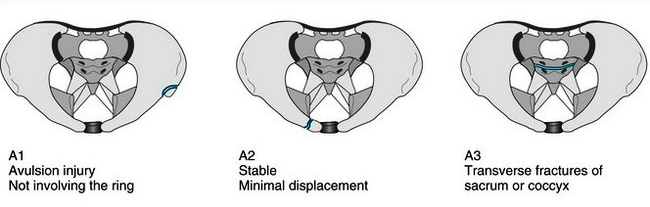 A1
Avulsion injury
Not involving the ring
A2
Stable
Minimal displacement
A3
Transverse fractures of
sacrum or coccyx